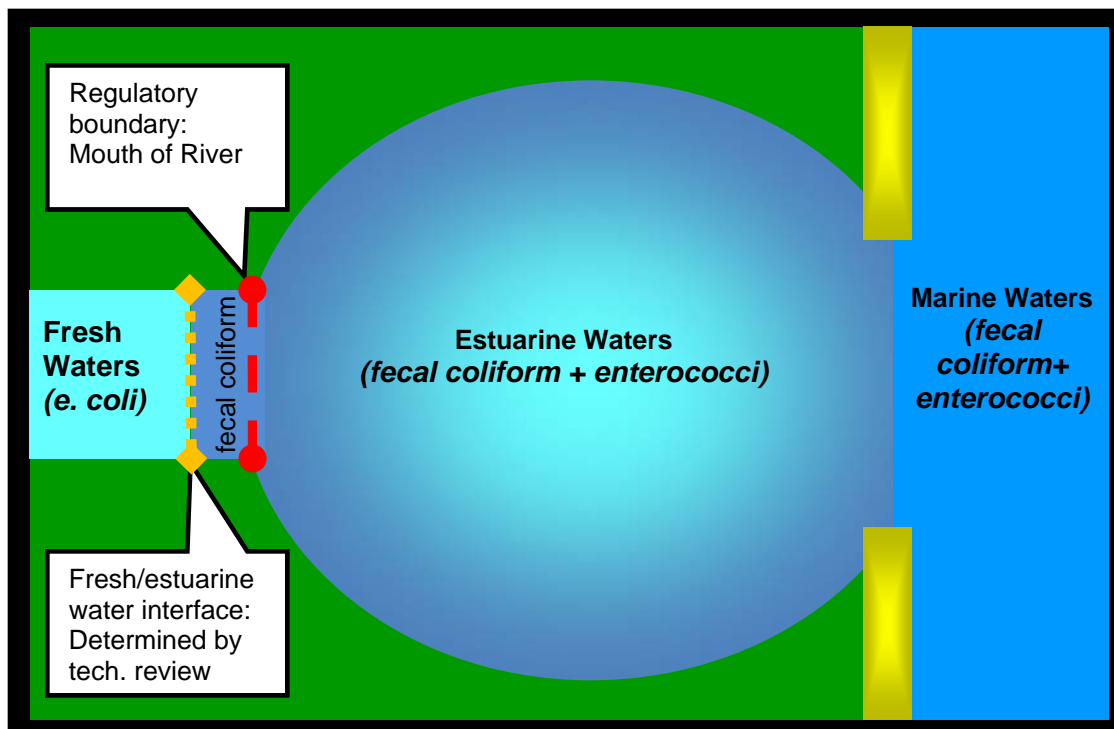 Regulatory
boundary:
Mouth of River
Fresh
Waters
(e. coli)
fecal coliform
Estuarine Waters
(fecal coliform + enterococci)
Marine Waters
(fecal
coliform+
enterococci)
Fresh/estuarine
water interface:
Determined by
tech. review